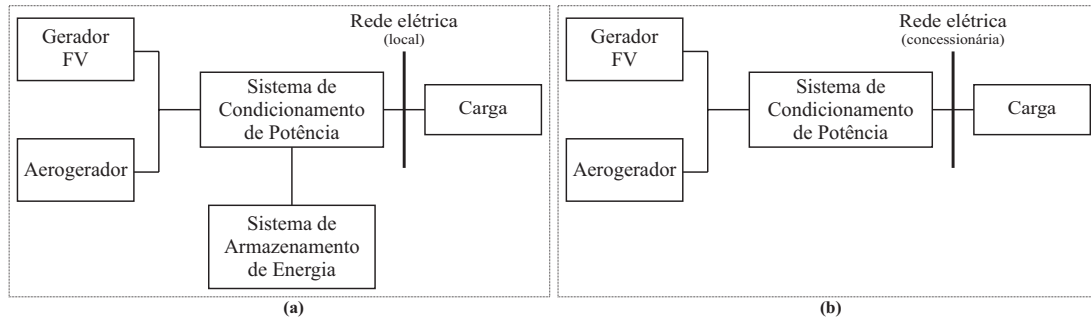 Gerador
FV
Aerogerador
Sistema de
Condicionamento
de Potência
Sistema de
Armazenamento
de Energia
Rede elétrica
(local)
Carga
(a)
Gerador
FV
Aerogerador
Sistema de
Condicionamento
de Potência
Rede elétrica
(concessionária)
Carga
(b)